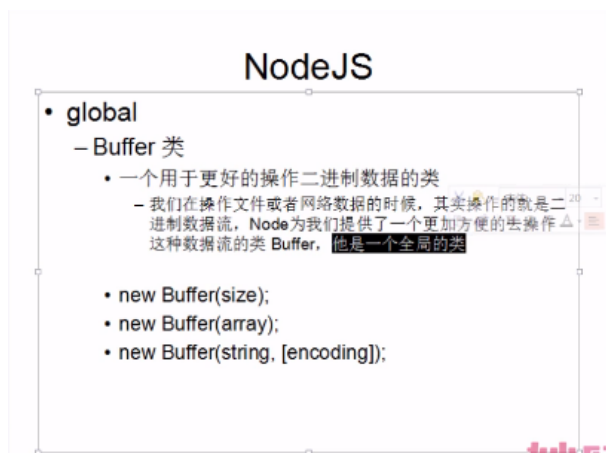 NodeJS
• global
– Buffer 类
• 一个用于更好的操作二进制数据的类
– 我们在操作文件或者网络数据的时候，其实操作的就是二
进制数据流，Node为我们提供了一个更加方便的去操作
这种数据流的类 Buffer，他是一个全局的类
• new Buffer(size);
• new Buffer(array);
• new Buffer(string, [encoding]);
20